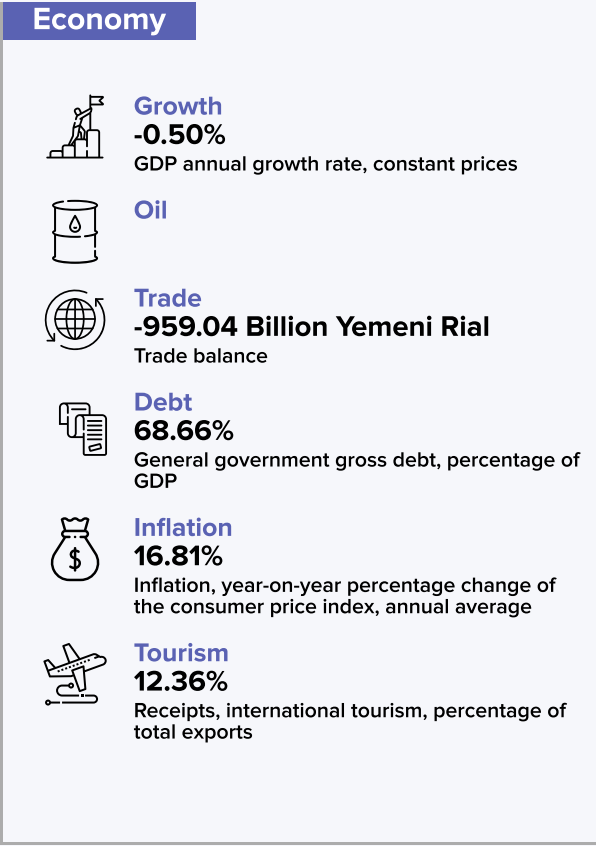 Economy
Growth
-0.50%
GDP annual growth rate, constant prices
Oil
Trade
-959.04 Billion Yemeni Rial
Trade balance
Debt
68.66%
General government gross debt, percentage of
GDP
$
Inflation
16.81%
Inflation, year-on-year percentage change of
the consumer price index, annual average
Tourism
12.36%
Receipts, international tourism, percentage of
total exports